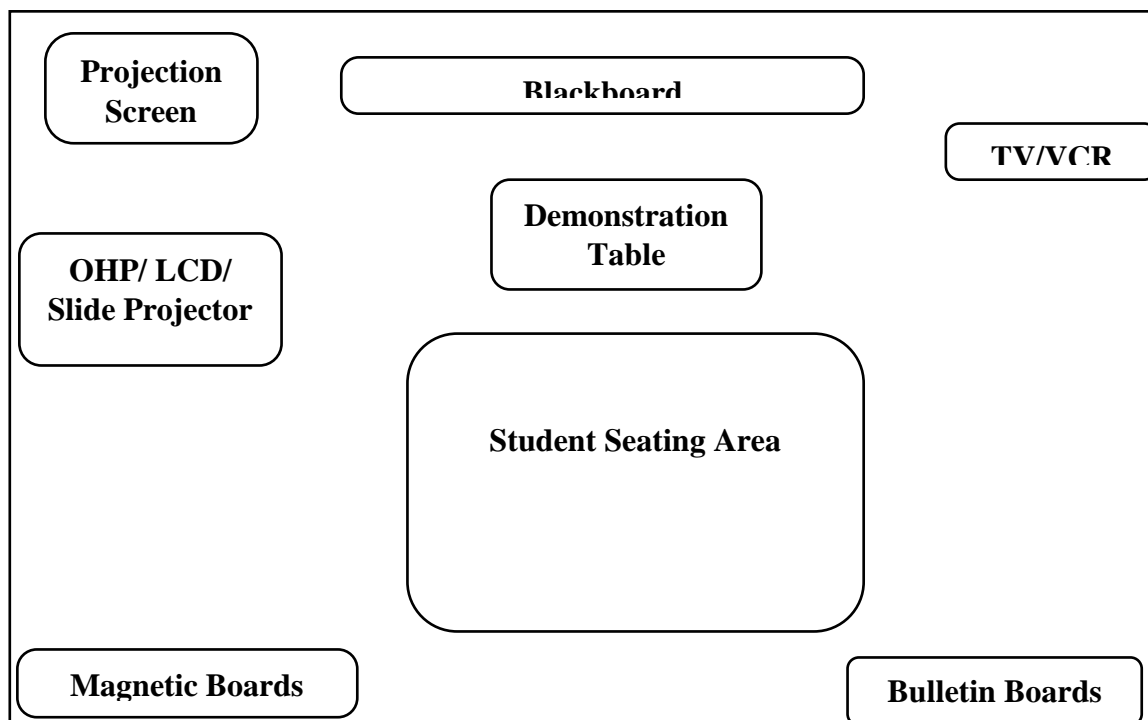 Projection
Screen
Blackboard
TV/VCR
Demonstration
Table
OHP/ LCD/
Slide Projector
Student Seating Area
Magnetic Boards
Bulletin Boards